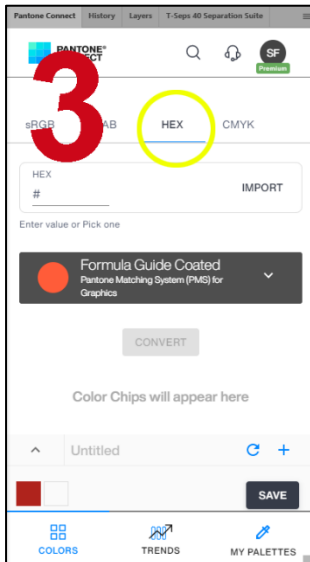 Pantone Connect History Layers T-Seps 40 Separation Suite
3
SF
Premium
sRGB AB HEX CMYK
HEX
#
IMPORT
Enter value or Pick one
Formula Guide Coated
Pantone Matching System (PMS) for
Graphics
CONVERT
Color Chips will appear here
Untitled
SAVE
COLORS TRENDS MY PALETTES